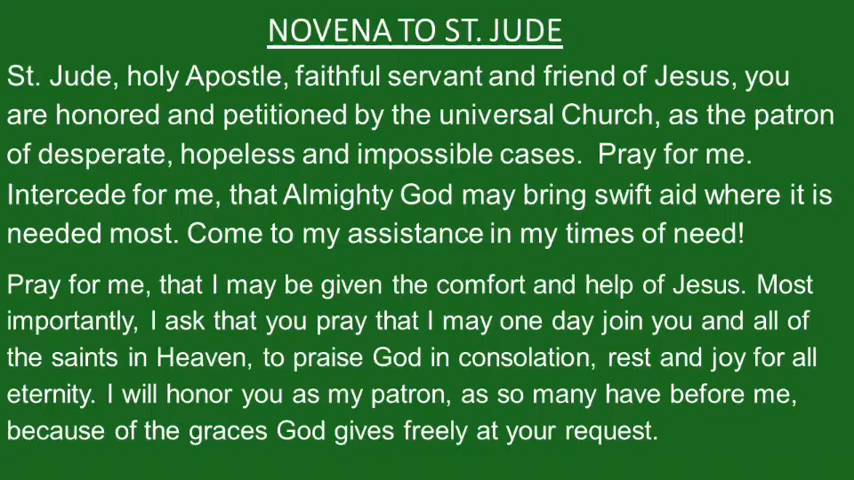 NOVENA TO ST. JUDE
St. Jude, holy Apostle, faithful servant and friend of Jesus, you
are honored and petitioned by the universal Church, as the patron
of desperate, hopeless and impossible cases. Pray for me.
Intercede for me, that Almighty God may bring swift aid where it is
needed most. Come to my assistance in my times of need!
Pray for me, that I may be given the comfort and help of Jesus. Most
importantly, I ask that you pray that I may one day join you and all of
the saints in Heaven, to praise God in consolation, rest and joy for all
eternity. I will honor you as my patron, as so many have before me,
because of the graces God gives freely at your request.